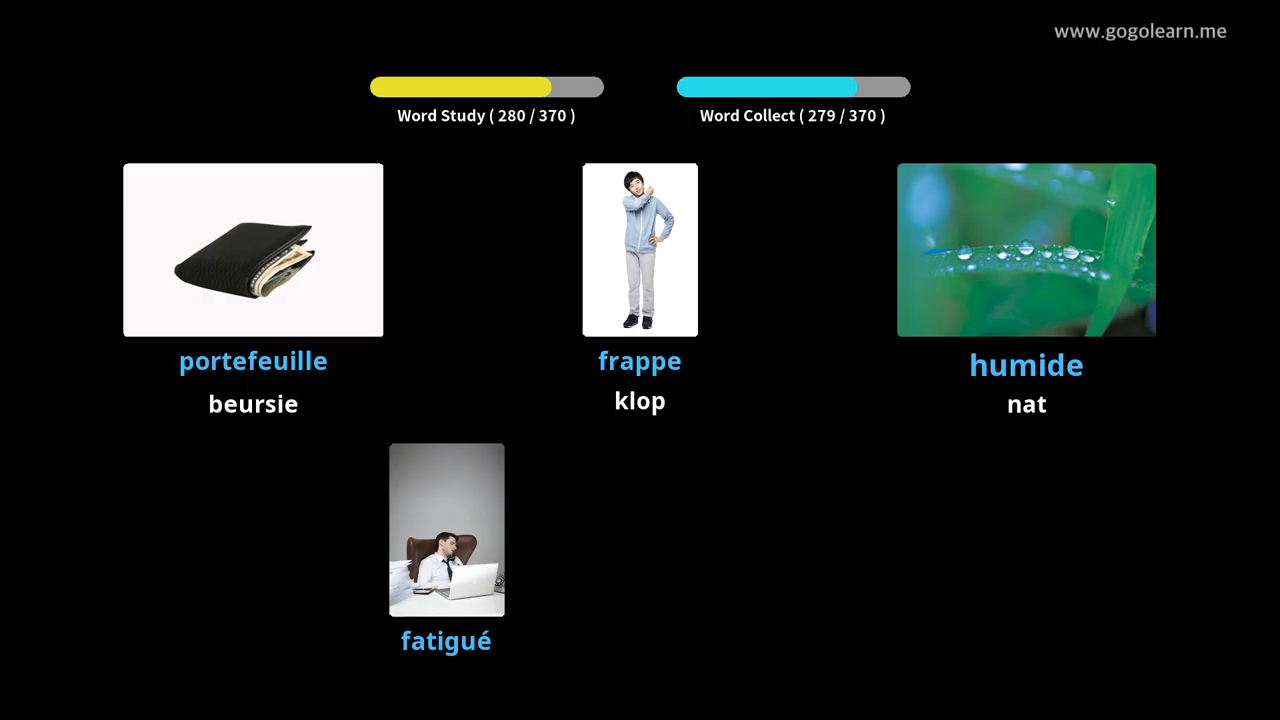 www.gogolearn.me
Word Study ( 280 / 370 )
Word Collect ( 279 / 370 )
portefeuille
frappe
humide
beursie
klop
nat
fatigué